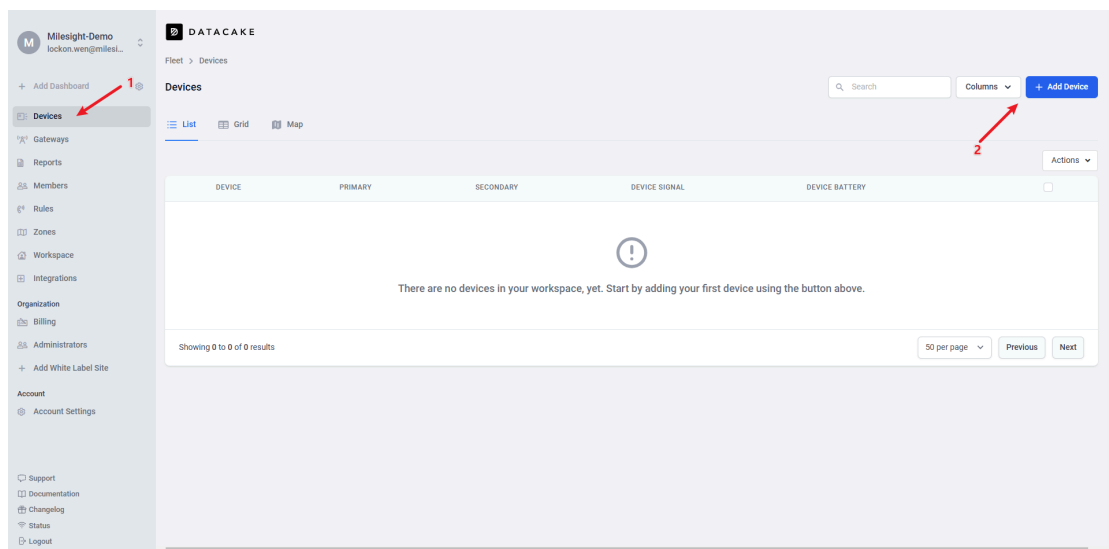 M
Milesight-Demo
lockon.wen@milesi...
DATACAKE
Fleet > Devices
+ Add Dashboard
1
Devices
Search
Columns
+ Add Device
Devices
List
Grid
Map
2
Gateways
Reports
Actions
Members
DEVICE
PRIMARY
SECONDARY
DEVICE SIGNAL
DEVICE BATTERY
Rules
Zones
Workspace
Integrations
There are no devices in your workspace, yet. Start by adding your first device using the button above.
Organization
Billing
Administrators
Showing 0 to 0 of 0 results
50 per page
Previous
Next
+ Add White Label Site
Account
Account Settings
Support
Documentation
Changelog
Status
Logout